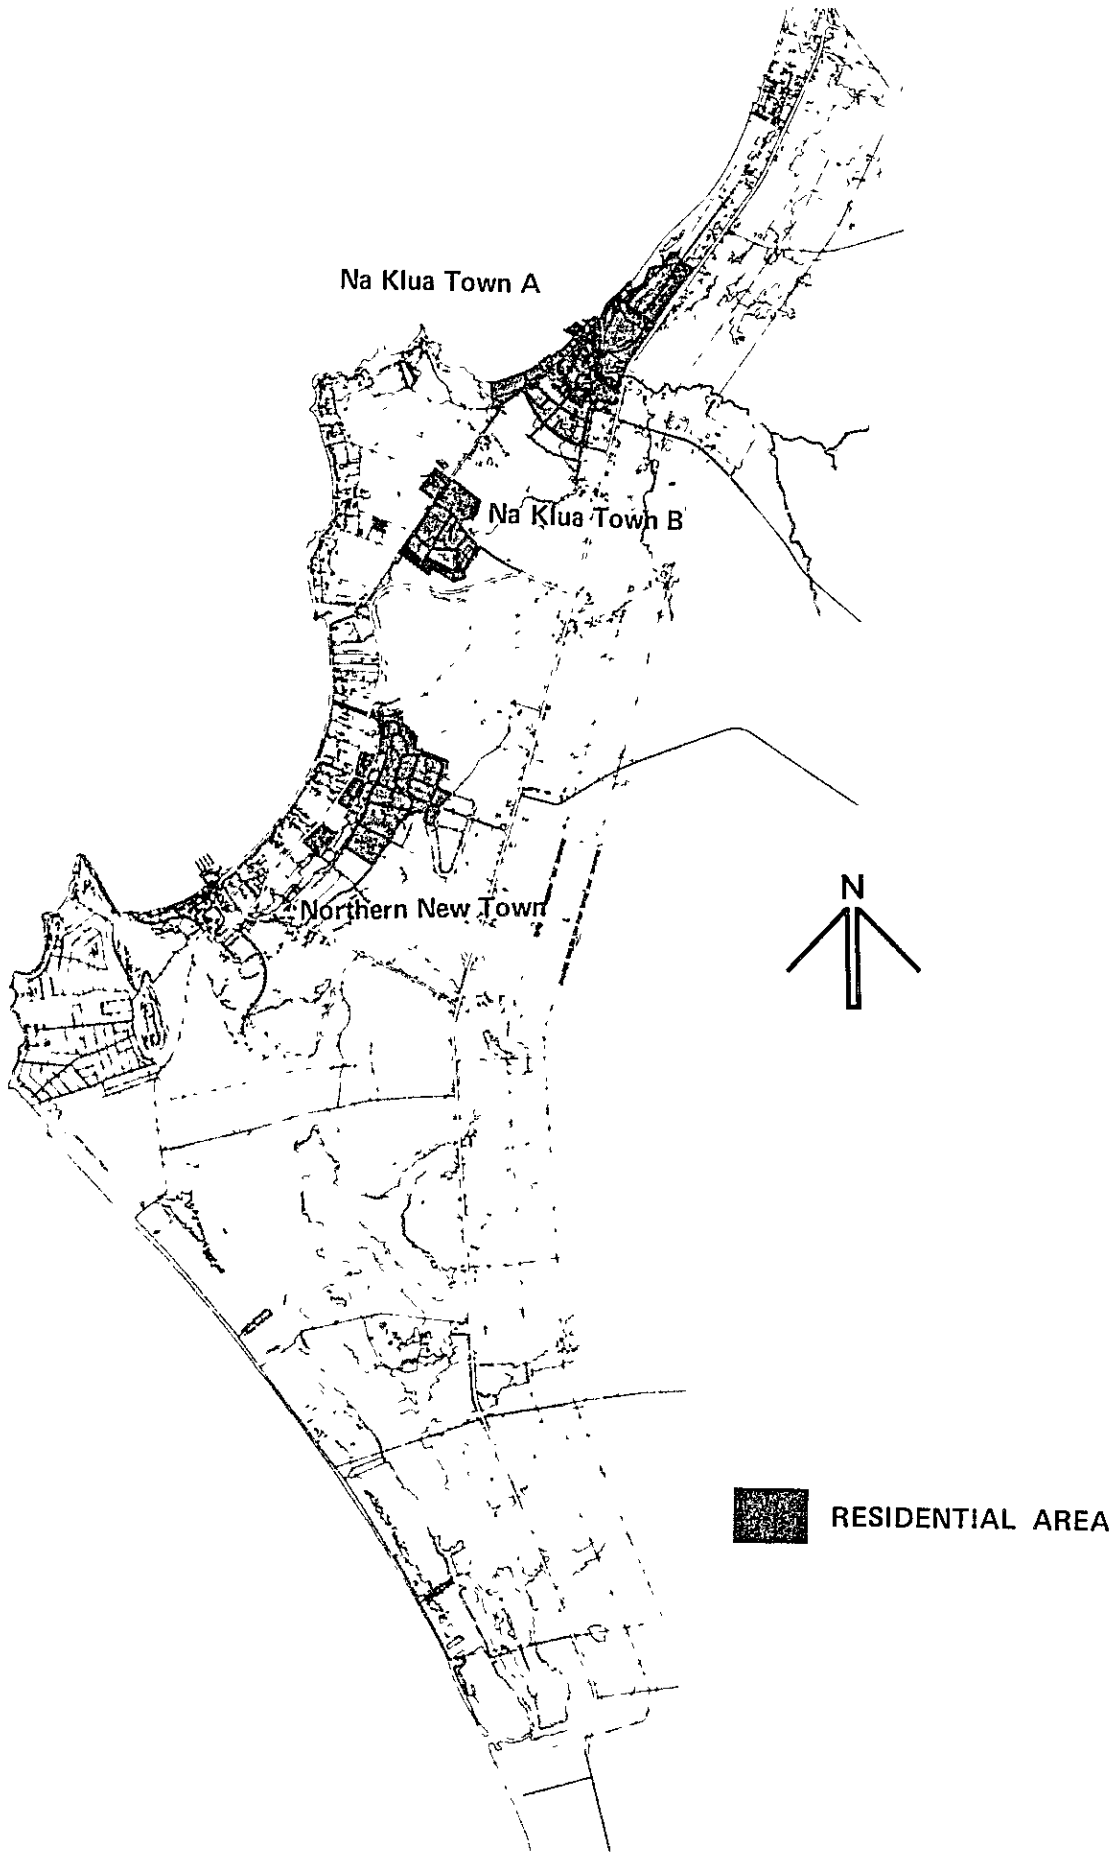 Na Klua Town A
Na Klua Town B
N
Northern New Town
RESIDENTIAL AREA